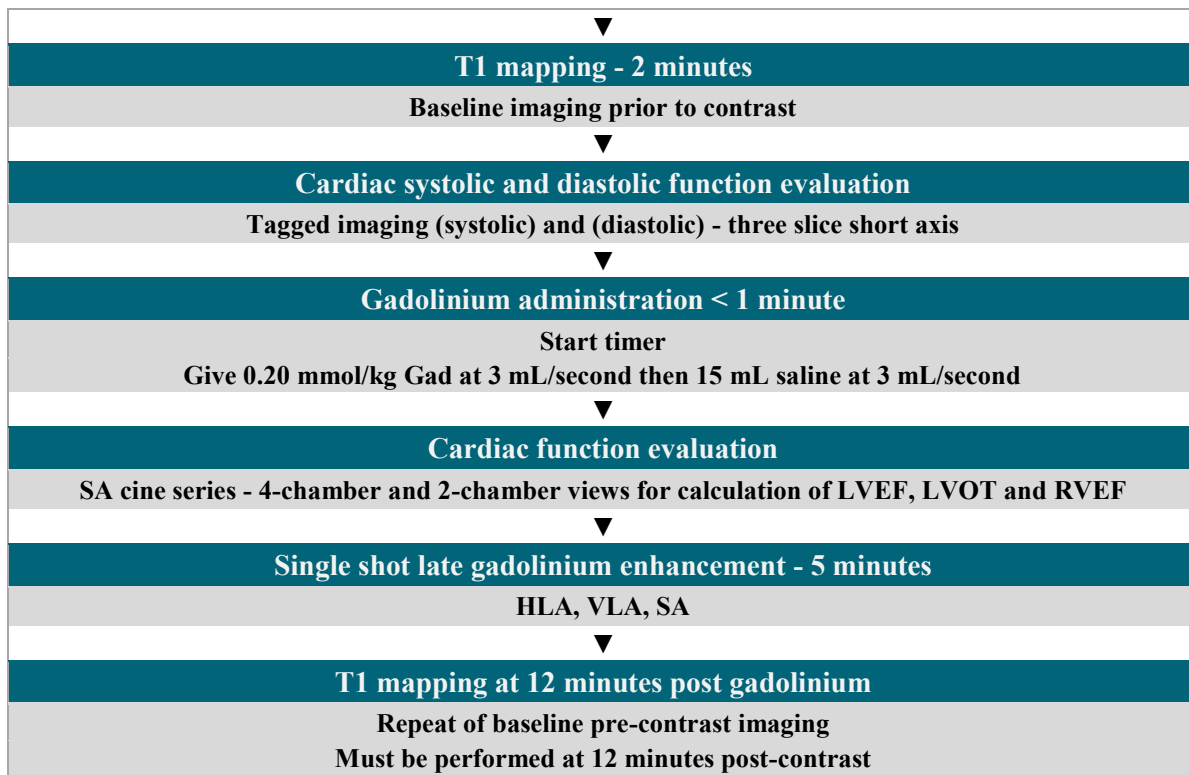 ▼
T1 mapping - 2 minutes
Baseline imaging prior to contrast
▼
Cardiac systolic and diastolic function evaluation
Tagged imaging (systolic) and (diastolic) - three slice short axis
▼
Gadolinium administration < 1 minute
Start timer
Give 0.20 mmol/kg Gad at 3 mL/second then 15 mL saline at 3 mL/second
▼
Cardiac function evaluation
SA cine series - 4-chamber and 2-chamber views for calculation of LVEF, LVOT and RVEF
▼
Single shot late gadolinium enhancement - 5 minutes
HLA, VLA, SA
▼
T1 mapping at 12 minutes post gadolinium
Repeat of baseline pre-contrast imaging
Must be performed at 12 minutes post-contrast